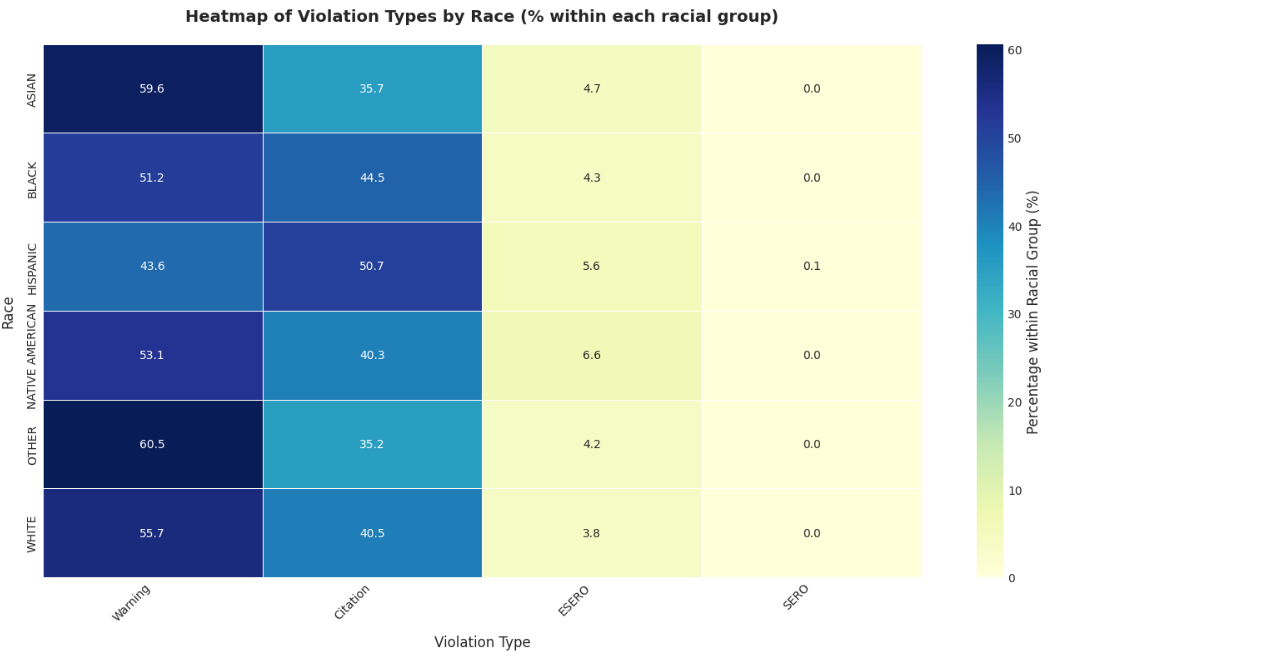 Heatmap of Violation Types by Race (% within each racial group)
Race
ASIAN
59.6 35.7 4.7 0.0
BLACK
51.2 44.5 4.3 0.0
HISPANIC
43.6 50.7 5.6 0.1
NATIVE AMERICAN
53.1 40.3 6.6 0.0
OTHER
60.5 35.2 4.2 0.0
WHITE
55.7 40.5 3.8 0.0
Warning Citation ESERO SERO
Violation Type
60
50
40
30
20
10
0
Percentage within Racial Group (%)